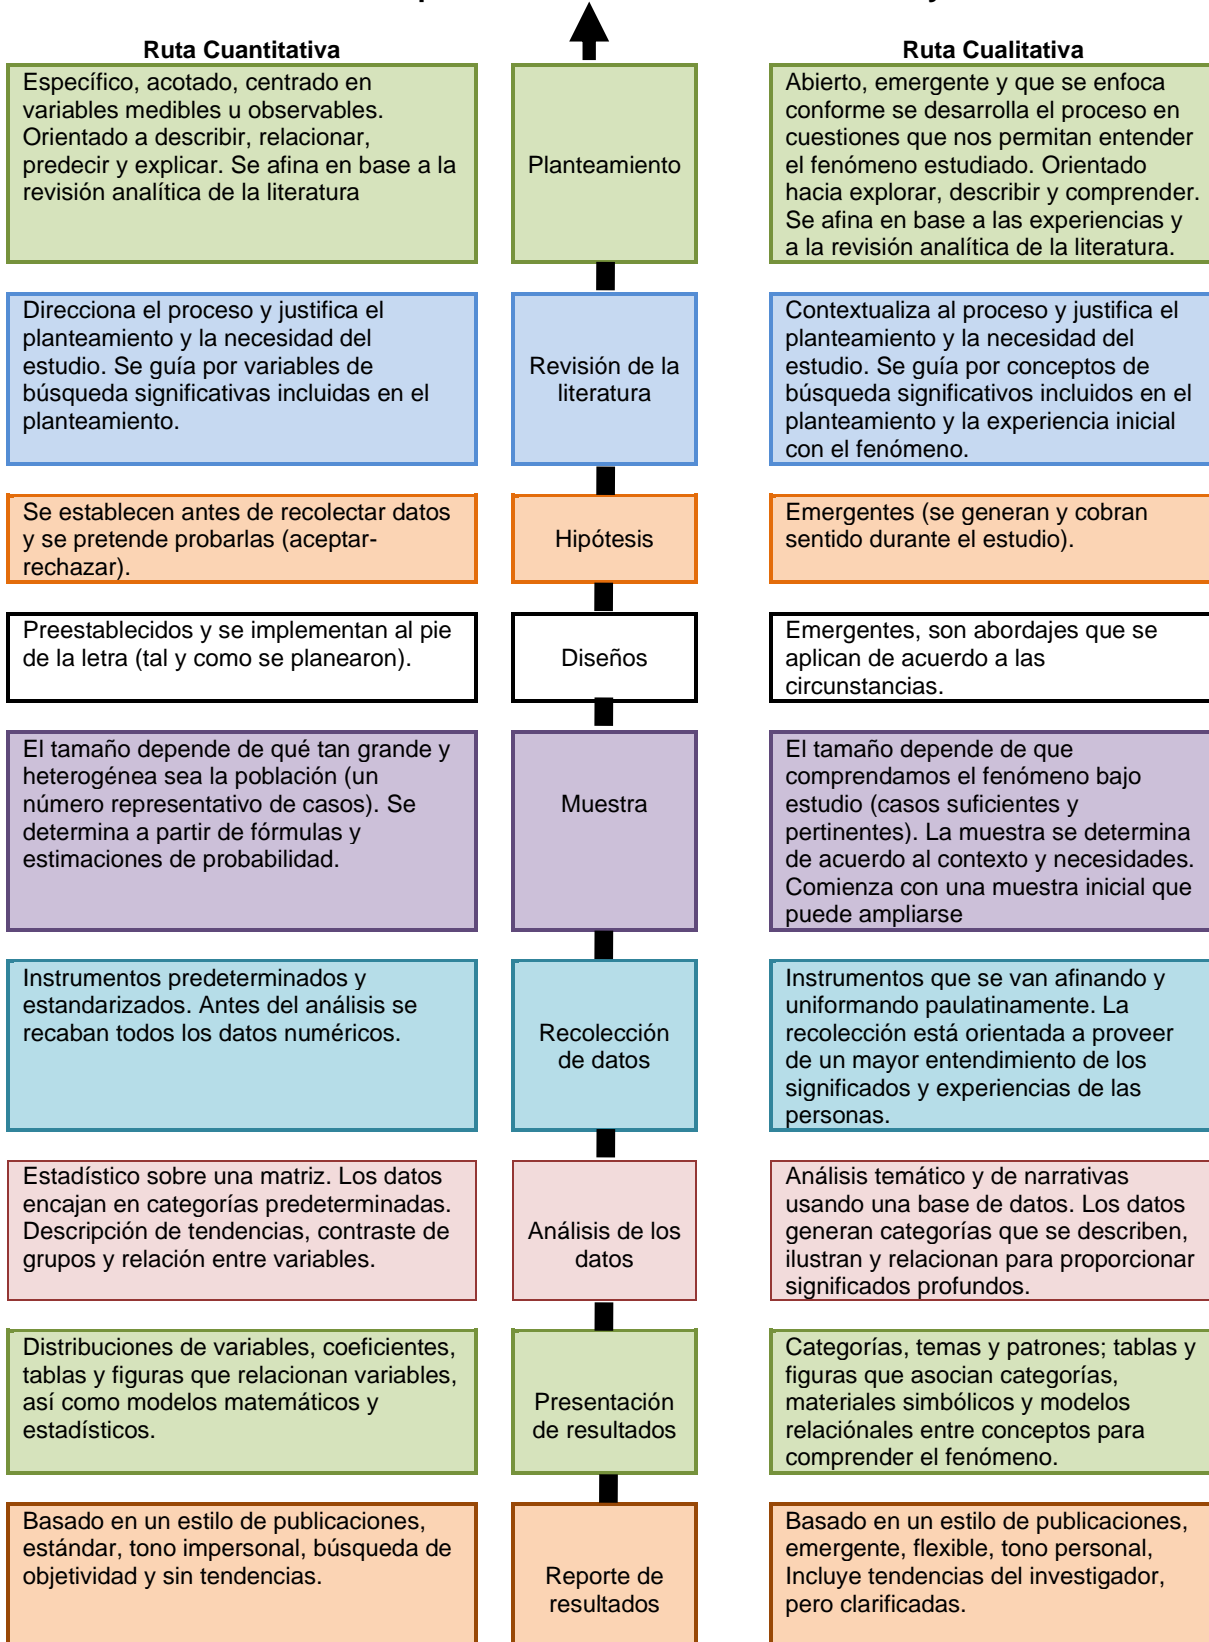 Ruta Cuantitativa
Ruta Cualitativa
Específico, acotado, centrado en
variables medibles u observables.
Orientado a describir, relacionar,
predecir y explicar. Se afina en base a la
revisión analítica de la literatura
Planteamiento
Abierto, emergente y que se enfoca
conforme se desarrolla el proceso en
cuestiones que nos permitan entender
el fenómeno estudiado. Orientado
hacia explorar, describir y comprender.
Se afina en base a las experiencias y
a la revisión analítica de la literatura.
Direcciona el proceso y justifica el
planteamiento y la necesidad del
estudio. Se guía por variables de
búsqueda significativas incluidas en el
planteamiento.
Revisión de la
literatura
Contextualiza al proceso y justifica el
planteamiento y la necesidad del
estudio. Se guía por conceptos de
búsqueda significativos incluidos en el
planteamiento y la experiencia inicial
con el fenómeno.
Se establecen antes de recolectar datos
y se pretende probarlas (aceptar-
rechazar).
Hipótesis
Emergentes (se generan y cobran
sentido durante el estudio).
Preestablecidos y se implementan al pie
de la letra (tal y como se planearon).
Diseños
Emergentes, son abordajes que se
aplican de acuerdo a las
circunstancias.
El tamaño depende de qué tan grande y
heterogénea sea la población (un
número representativo de casos). Se
determina a partir de fórmulas y
estimaciones de probabilidad.
Muestra
El tamaño depende de que
comprendamos el fenómeno bajo
estudio (casos suficientes y
pertinentes). La muestra se determina
de acuerdo al contexto y necesidades.
Comienza con una muestra inicial que
puede ampliarse
Instrumentos predeterminados y
estandarizados. Antes del análisis se
recaban todos los datos numéricos.
Recolección
de datos
Instrumentos que se van afinando y
uniformando paulatinamente. La
recolección está orientada a proveer
de un mayor entendimiento de los
significados y experiencias de las
personas.
Estadístico sobre una matriz. Los datos
encajan en categorías predeterminadas.
Descripción de tendencias, contraste de
grupos y relación entre variables.
Análisis de los
datos
Análisis temático y de narrativas
usando una base de datos. Los datos
generan categorías que se describen,
ilustran y relacionan para proporcionar
significados profundos.
Distribuciones de variables, coeficientes,
tablas y figuras que relacionan variables,
así como modelos matemáticos y
estadísticos.
Presentación
de resultados
Categorías, temas y patrones; tablas y
figuras que asocian categorías,
materiales simbólicos y modelos
relaciónales entre conceptos para
comprender el fenómeno.
Basado en un estilo de publicaciones,
estándar, tono impersonal, búsqueda de
objetividad y sin tendencias.
Reporte de
resultados
Basado en un estilo de publicaciones,
emergente, flexible, tono personal,
Incluye tendencias del investigador,
pero clarificadas.